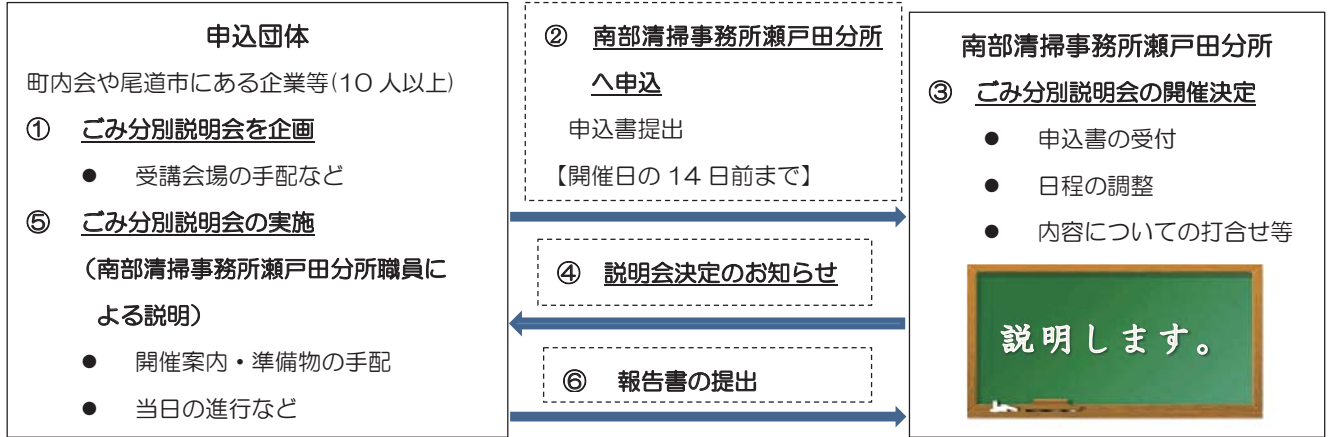 申込団体
町内会や尾道市にある企業等(10 人以上)
① ごみ分別説明会を企画
● 受講会場の手配など
⑤ ごみ分別説明会の実施
（南部清掃事務所瀬戸田分所職員に
よる説明）
● 開催案内・準備物の手配
● 当日の進行など
② 南部清掃事務所瀬戸田分所
へ申込
申込書提出
【開催日の 14 日前まで】
④ 説明会決定のお知らせ
⑥ 報告書の提出
南部清掃事務所瀬戸田分所
③ ごみ分別説明会の開催決定
● 申込書の受付
● 日程の調整
● 内容についての打合せ等
説明します。